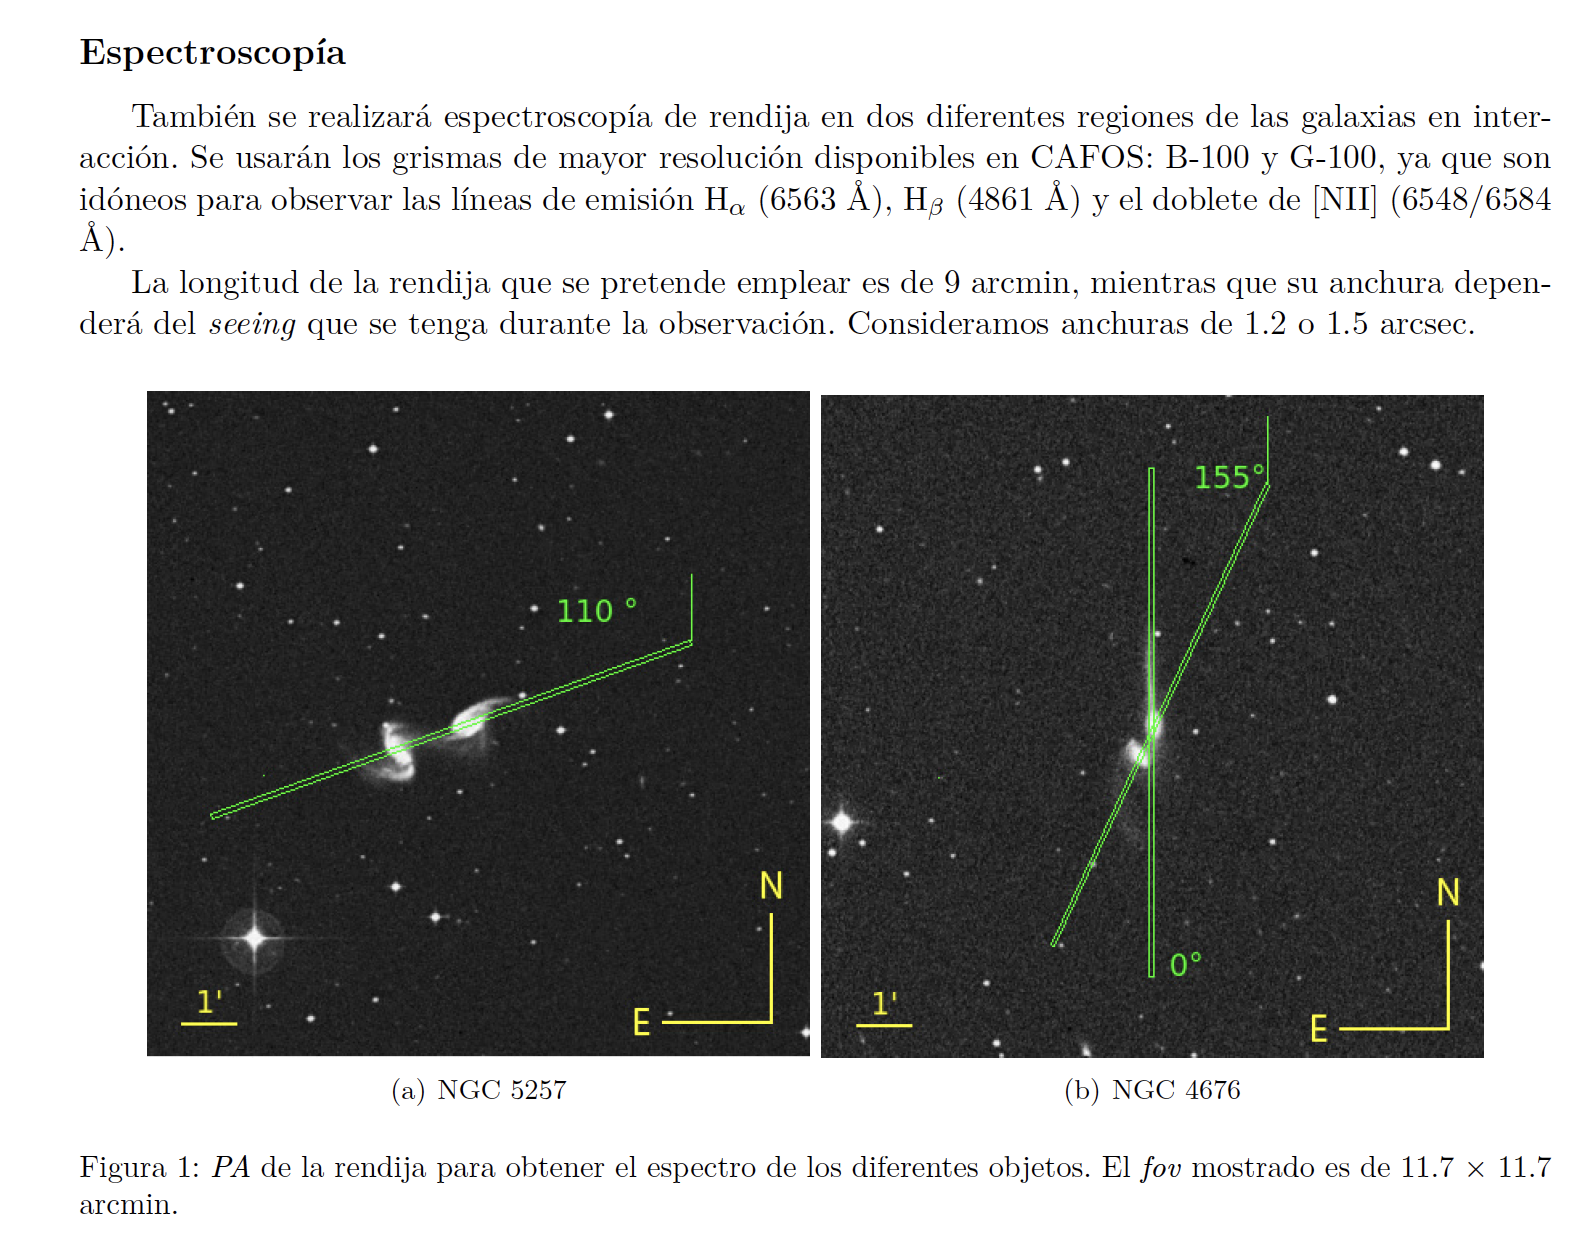 Espectroscopía
También se realizará espectroscopía de rendija en dos diferentes regiones de las galaxias en inter-
acción. Se usarán los grismas de mayor resolución disponibles en CAFOS: B-100 y G-100, ya que son
idóneos para observar las líneas de emisión Hα (6563 Å), Hβ (4861 Å) y el doblete de [NII] (6548/6584
Å).
La longitud de la rendija que se pretende emplear es de 9 arcmin, mientras que su anchura depen-
derá del seeing que se tenga durante la observación. Consideramos anchuras de 1.2 o 1.5 arcsec.
110 °
N
E
1'
155°
0°
N
E
1'
(a) NGC 5257
(b) NGC 4676
Figura 1: PA de la rendija para obtener el espectro de los diferentes objetos. El fov mostrado es de 11.7 × 11.7
arcmin.